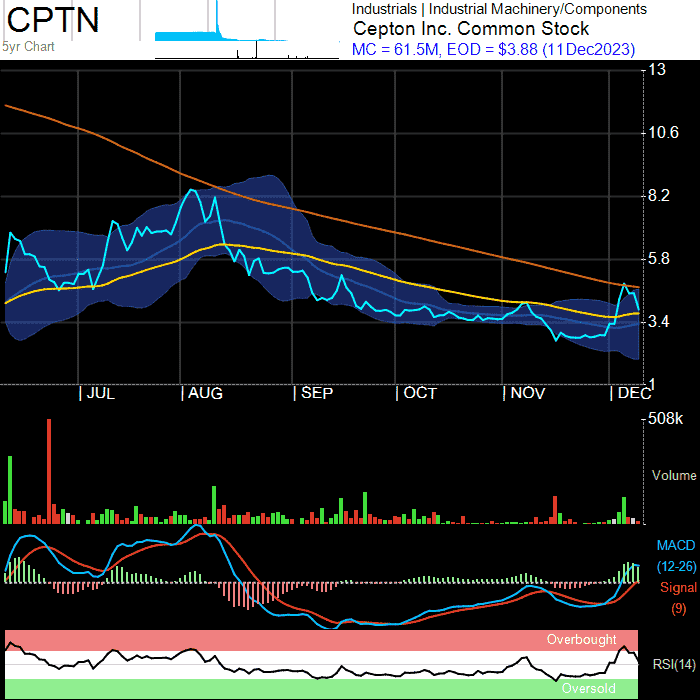 CPTN
5yr Chart
Industrials | Industrial Machinery/Components
Cepton Inc. Common Stock
MC = 61.5M, EOD = $3.88 (11Dec2023)
13
10.6
8.2
5.8
3.4
1
JUL
AUG
SEP
OCT
NOV
DEC
508k
Volume
MACD
(12-26)
Signal
(9)
Overbought
RSI(14)
Oversold